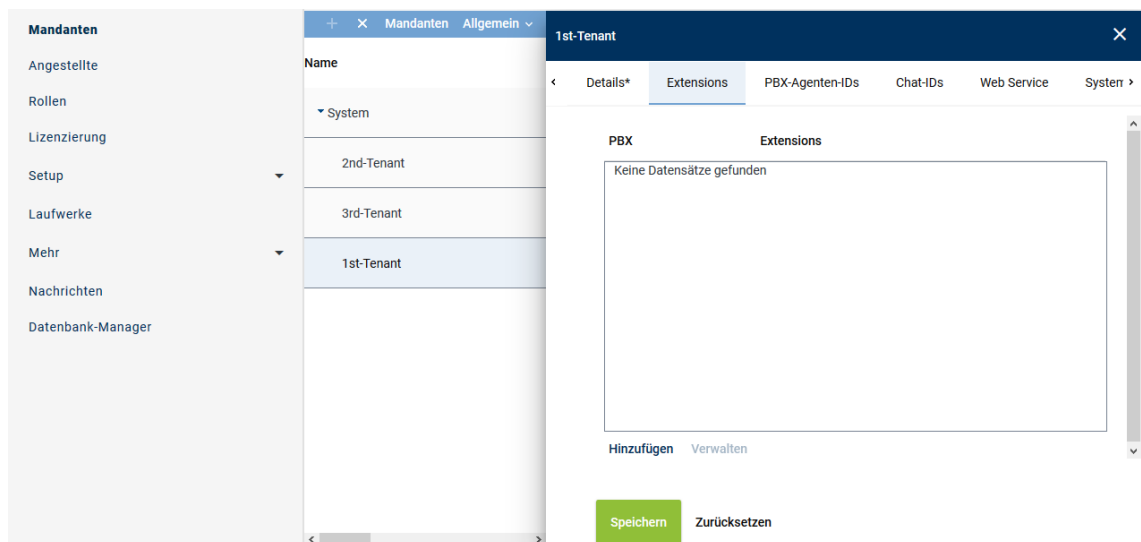 Mandanten
Angestellte
Rollen
Lizenzierung
Setup
Laufwerke
Mehr
Nachrichten
Datenbank-Manager
Mandanten Allgemein
Name
System
2nd-Tenant
3rd-Tenant
1st-Tenant
1st-Tenant
Details* Extensions PBX-Agenten-IDs Chat-IDs Web Service System
PBX Extensions
Keine Datensätze gefunden
Hinzufügen Verwalten
Speichern Zurücksetzen